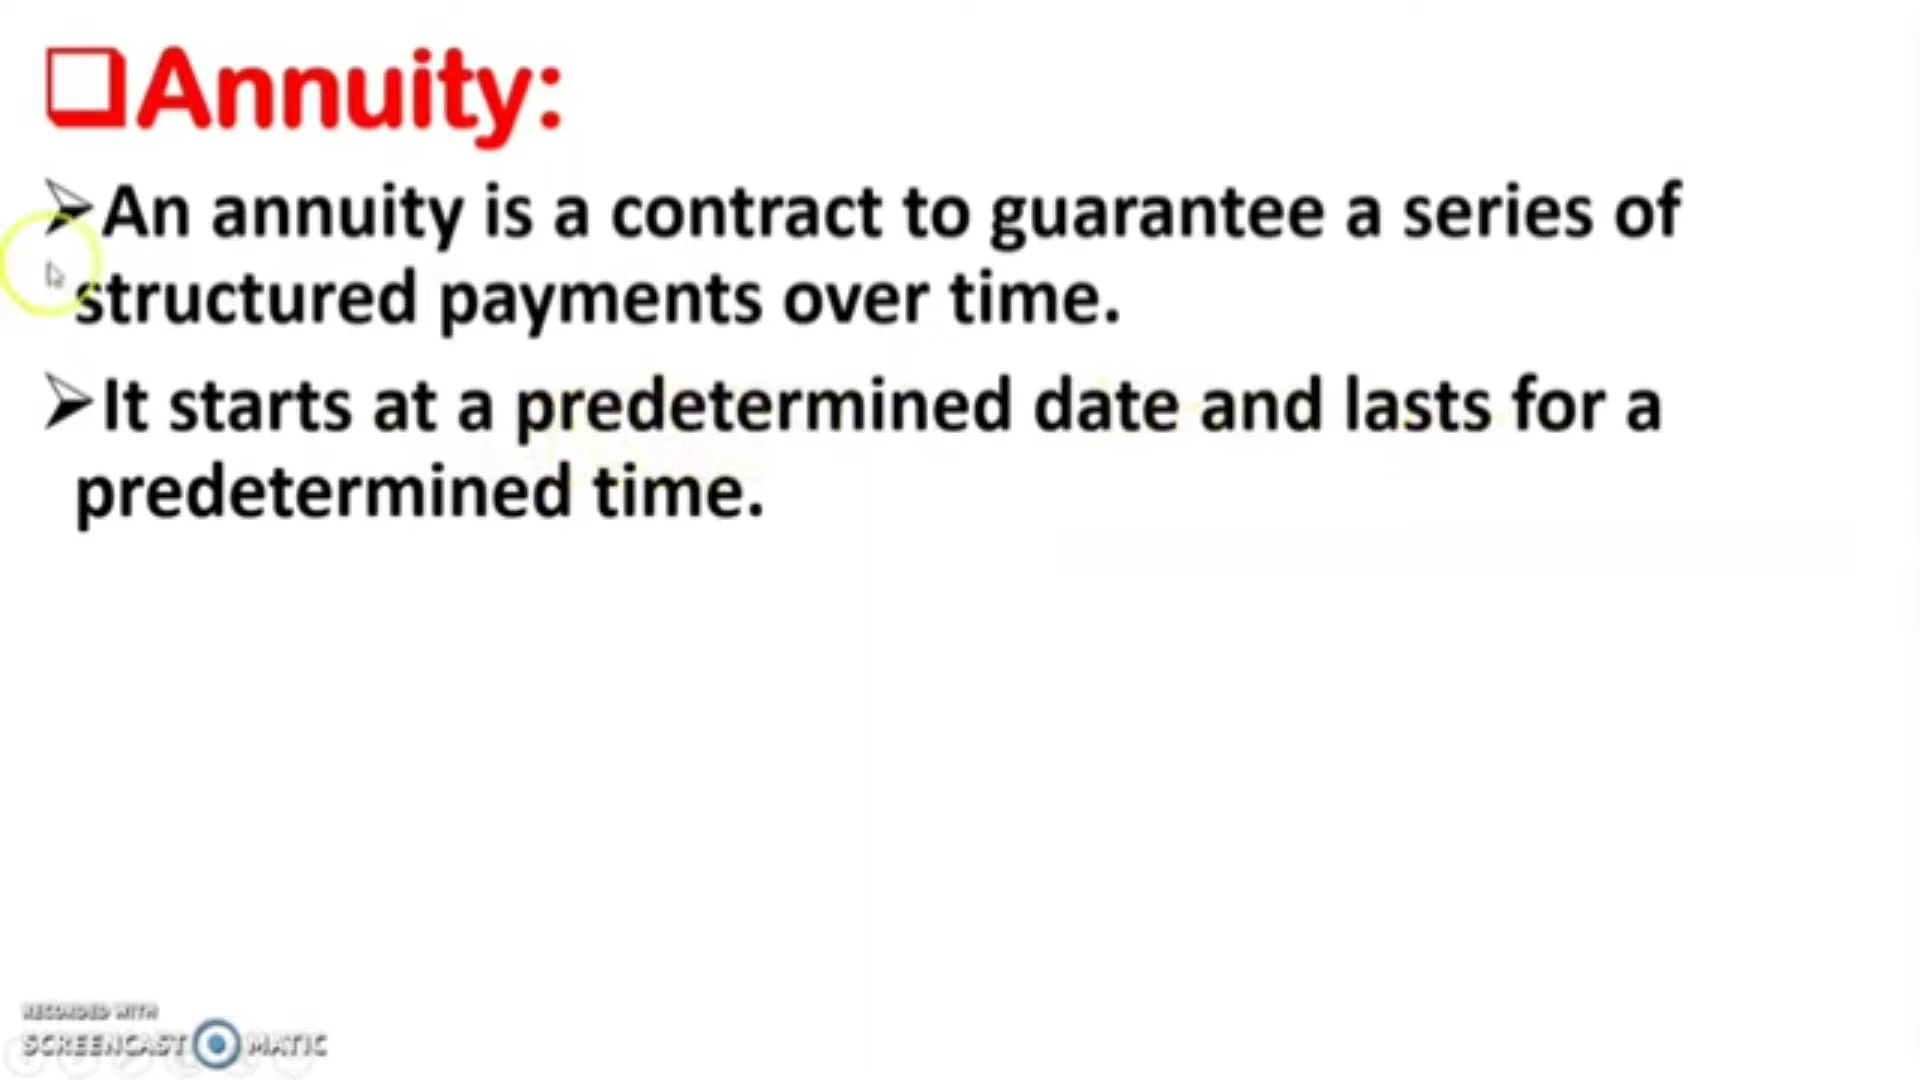 Annuity:
An annuity is a contract to guarantee a series of
structured payments over time.
It starts at a predetermined date and lasts for a
predetermined time.
RECORDED WITH
SCREENCAST MATIC